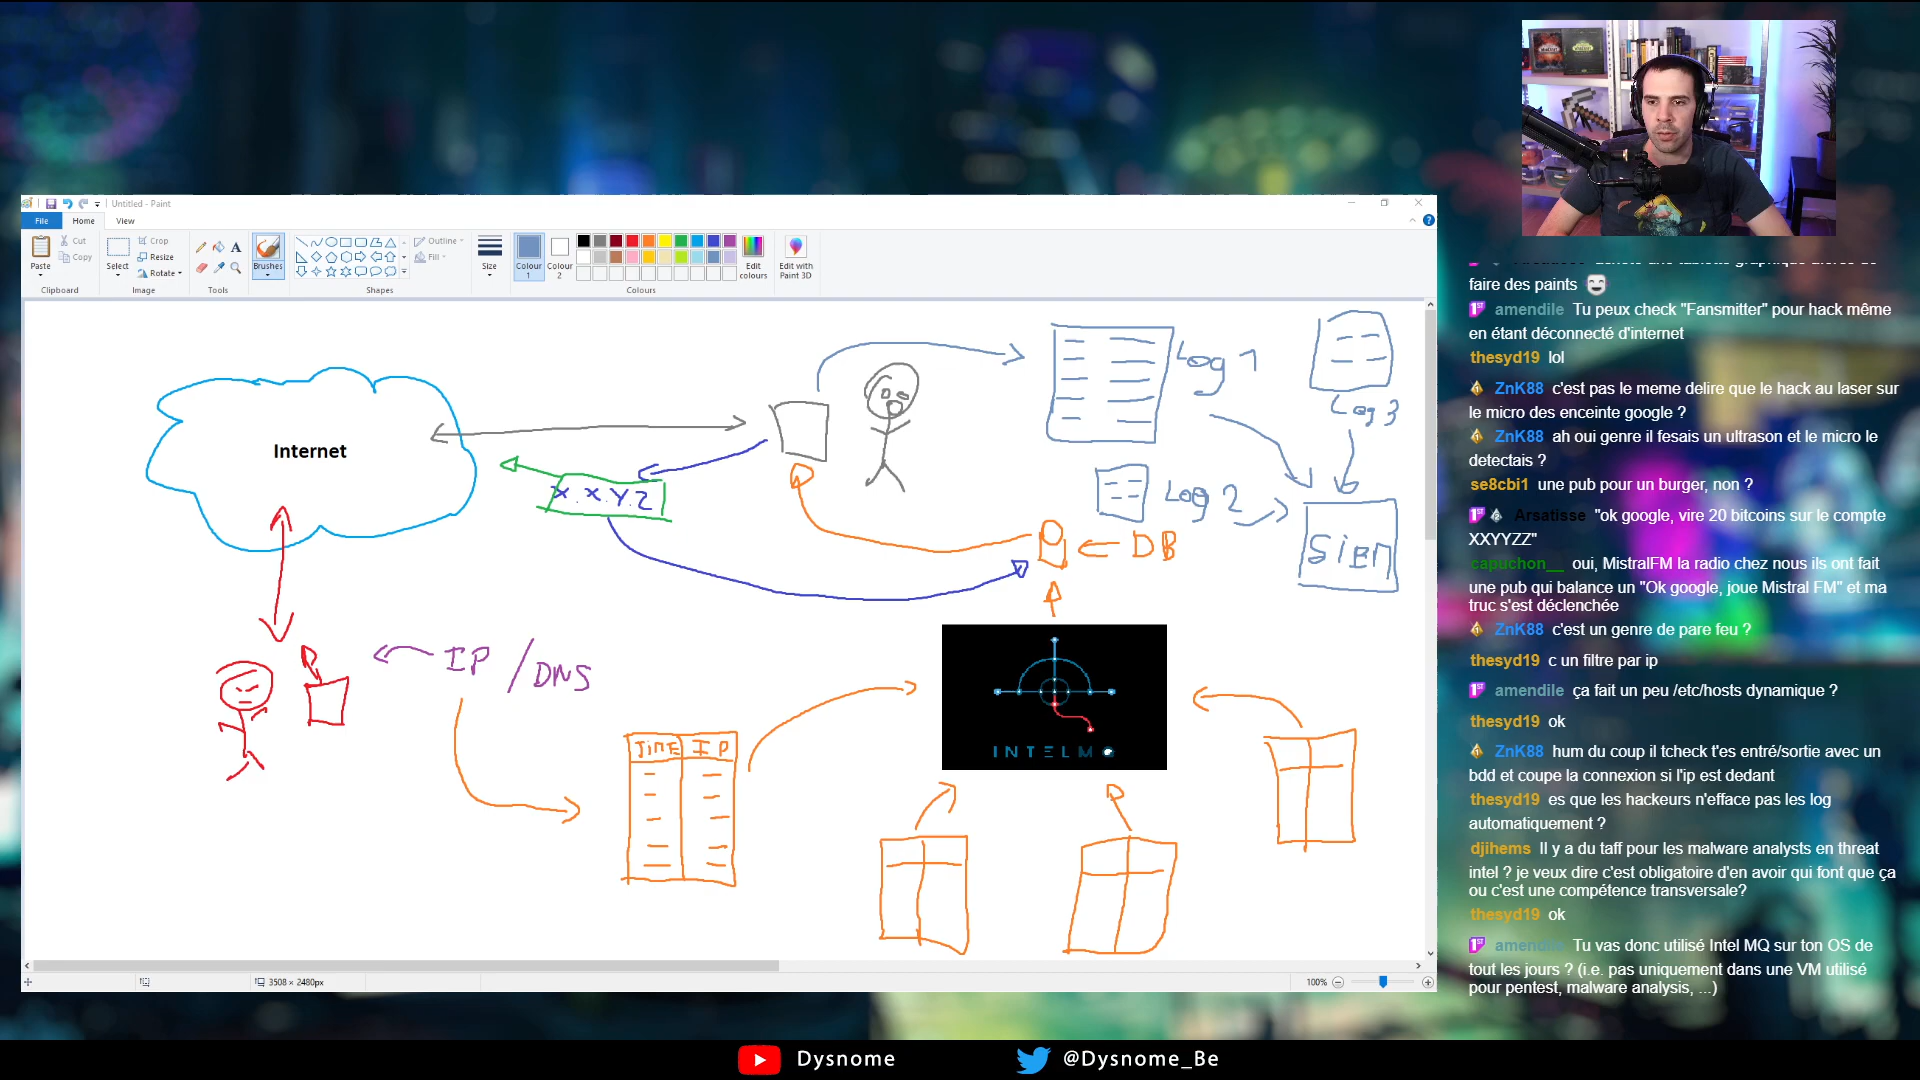 Untitled - Paint
File
Home
View
Paste
Cut
Copy
Clipboard
Select
Crop
Resize
Rotate
Image
A
Tools
Brushes
Outline
Fill
Shapes
Size
Colour 1
Colour 2
Edit colours
Edit with Paint 3D
Colours
Internet
X.X.Y.Z
Log 1
Log 2
Log 3
SIEM
DB
IP / DNS
TIME IP
INTELMQ
3508 × 2480px
100%
faire des paints
1ST amendile Tu peux check "Fansmitter" pour hack même
en étant déconnecté d'internet
thesyd19 lol
ZnK88 c'est pas le meme delire que le hack au laser sur
le micro des enceinte google ?
ZnK88 ah oui genre il fesais un ultrason et le micro le
detectais ?
se8cbi1 une pub pour un burger, non ?
1ST Arsatisse "ok google, vire 20 bitcoins sur le compte
XXYYZZ"
capuchon__ oui, MistralFM la radio chez nous ils ont fait
une pub qui balance un "Ok google, joue Mistral FM" et ma
truc s'est déclenchée
ZnK88 c'est un genre de pare feu ?
thesyd19 c un filtre par ip
1ST amendile ça fait un peu /etc/hosts dynamique ?
thesyd19 ok
ZnK88 hum du coup il tcheck t'es entré/sortie avec un
bdd et coupe la connexion si l'ip est dedant
thesyd19 es que les hackeurs n'efface pas les log
automatiquement ?
djihems Il y a du taff pour les malware analysts en threat
intel ? je veux dire c'est obligatoire d'en avoir qui font que ça
ou c'est une compétence transversale?
thesyd19 ok
1ST amendile Tu vas donc utilisé Intel MQ sur ton OS de
tout les jours ? (i.e. pas uniquement dans une VM utilisé
pour pentest, malware analysis, ...)
Dysnome
@Dysnome_Be